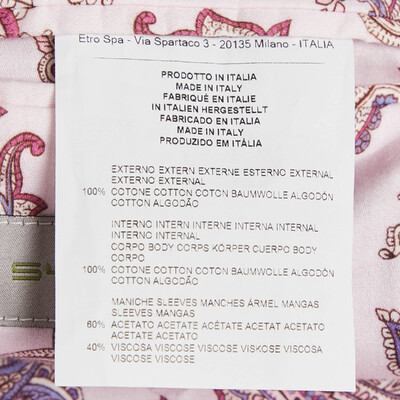 Etro Spa - Via Spartaco 3 - 20135 Milano - ITALIA
PRODOTTO IN ITALIA
MADE IN ITALY
FABRIQUÉ EN ITALIE
IN ITALIEN HERGESTELLT
FABRICADO EN ITALIA
MADE IN ITALY
PRODUZIDO EM ITÁLIA
EXTERNO EXTERN EXTERNE ESTERNO EXTERNAL
EXTERNO EXTERNAL
100% COTONE COTTON COTON BAUMWOLLE ALGODÓN
COTTON ALGODÃO
INTERNO INTERN INTERNE INTERNA INTERNAL
INTERNO INTERNAL
CORPO BODY CORPS KÖRPER CUERPO BODY
CORPO
100% COTONE COTTON COTON BAUMWOLLE ALGODÓN
COTTON ALGODÃO
MANICHE SLEEVES MANCHES ÄRMEL MANGAS
SLEEVES MANGAS
60% ACETATO ACETATE ACÉTATE ACETAT ACETATO
ACETATE ACETATO
40% VISCOSA VISCOSE VISCOSE VISKOSE VISCOSA
VISCOSE VISCOSE